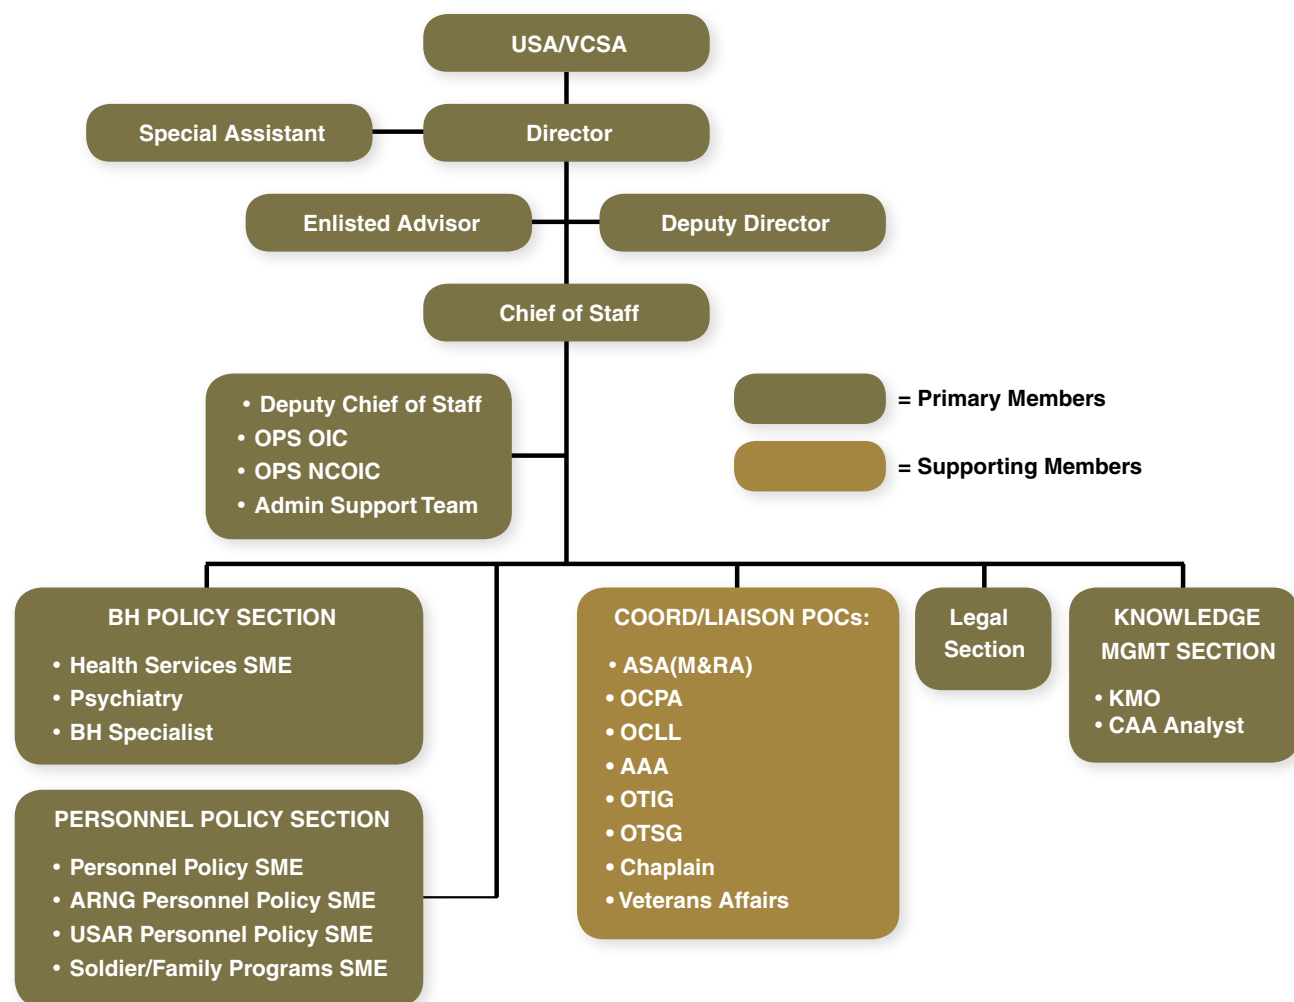 USA/VCSA
Special Assistant
Director
Enlisted Advisor
Deputy Director
Chief of Staff
• Deputy Chief of Staff
• OPS OIC
• OPS NCOIC
• Admin Support Team
= Primary Members
= Supporting Members
BH POLICY SECTION
• Health Services SME
• Psychiatry
• BH Specialist
PERSONNEL POLICY SECTION
• Personnel Policy SME
• ARNG Personnel Policy SME
• USAR Personnel Policy SME
• Soldier/Family Programs SME
COORD/LIAISON POCs:
• ASA(M&RA)
• OCPA
• OCLL
• AAA
• OTIG
• OTSG
• Chaplain
• Veterans Affairs
Legal
Section
KNOWLEDGE
MGMT SECTION
• KMO
• CAA Analyst